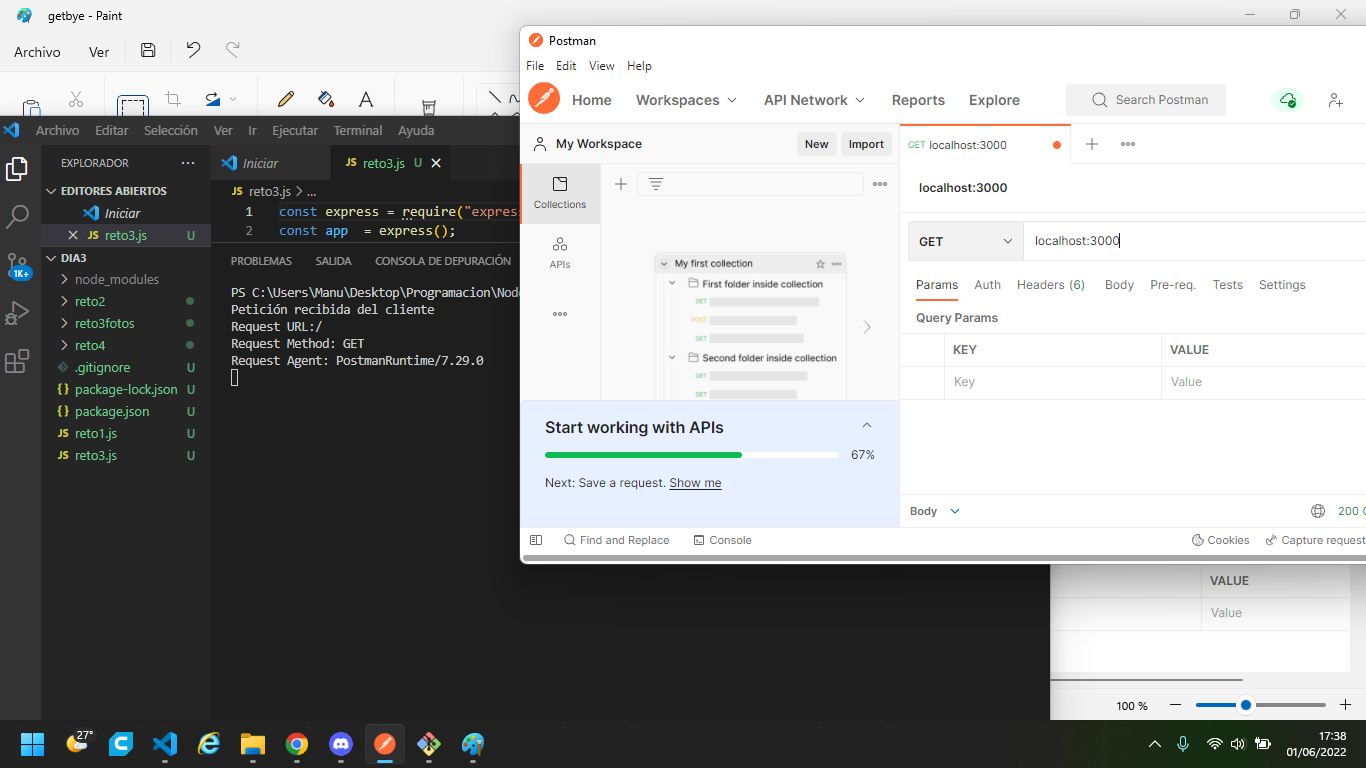 getbye - Paint
Archivo Ver
Postman
File Edit View Help
Home Workspaces API Network Reports Explore Search Postman
Archivo Editar Selección Ver Ir Ejecutar Terminal Ayuda
My Workspace New Import
GET localhost:3000
EXPLORADOR
Iniciar
JS reto3.js U
EDITORES ABIERTOS
Iniciar
JS reto3.js U
JS reto3.js > ...
1 const express = require("express
2 const app = express();
DIA3
node_modules
reto2
reto3fotos
reto4
.gitignore U
{} package-lock.json U
{} package.json U
JS reto1.js U
JS reto3.js U
1K+
PROBLEMAS SALIDA CONSOLA DE DEPURACIÓN
PS C:\Users\Manu\Desktop\Programacion\Node
Petición recibida del cliente
Request URL:/
Request Method: GET
Request Agent: PostmanRuntime/7.29.0
Collections
APIs
My first collection
First folder inside collection
GET
POST
GET
Second folder inside collection
GET
GET
Start working with APIs
67%
Next: Save a request. Show me
localhost:3000
GET localhost:3000
Params Auth Headers (6) Body Pre-req. Tests Settings
Query Params
KEY VALUE
Key Value
Body 200
Find and Replace Console Cookies Capture request
VALUE
Value
100 %
27°
17:38
01/06/2022